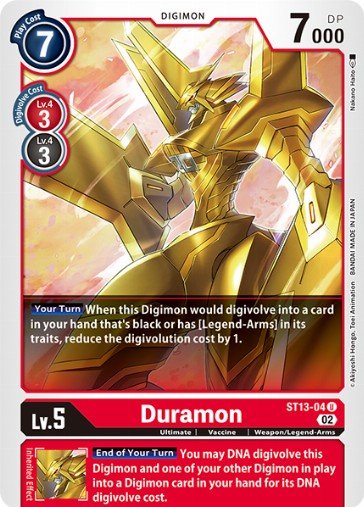 Play Cost
7
DIGIMON
7000
DP
Digivolve Cost
Lv.4
3
Lv.4
3
Nakano Haito
© Akiyoshi Hongo, Toei Animation BANDAI MADE IN JAPAN
Your Turn When this Digimon would digivolve into a card
in your hand that's black or has [Legend-Arms] in its
traits, reduce the digivolution cost by 1.
ST13-04 U
02
Lv.5
Duramon
Ultimate | Vaccine | Weapon/Legend-Arms
Inherited Effect
End of Your Turn You may DNA digivolve this
Digimon and one of your other Digimon in play
into a Digimon card in your hand for its DNA
digivolve cost.